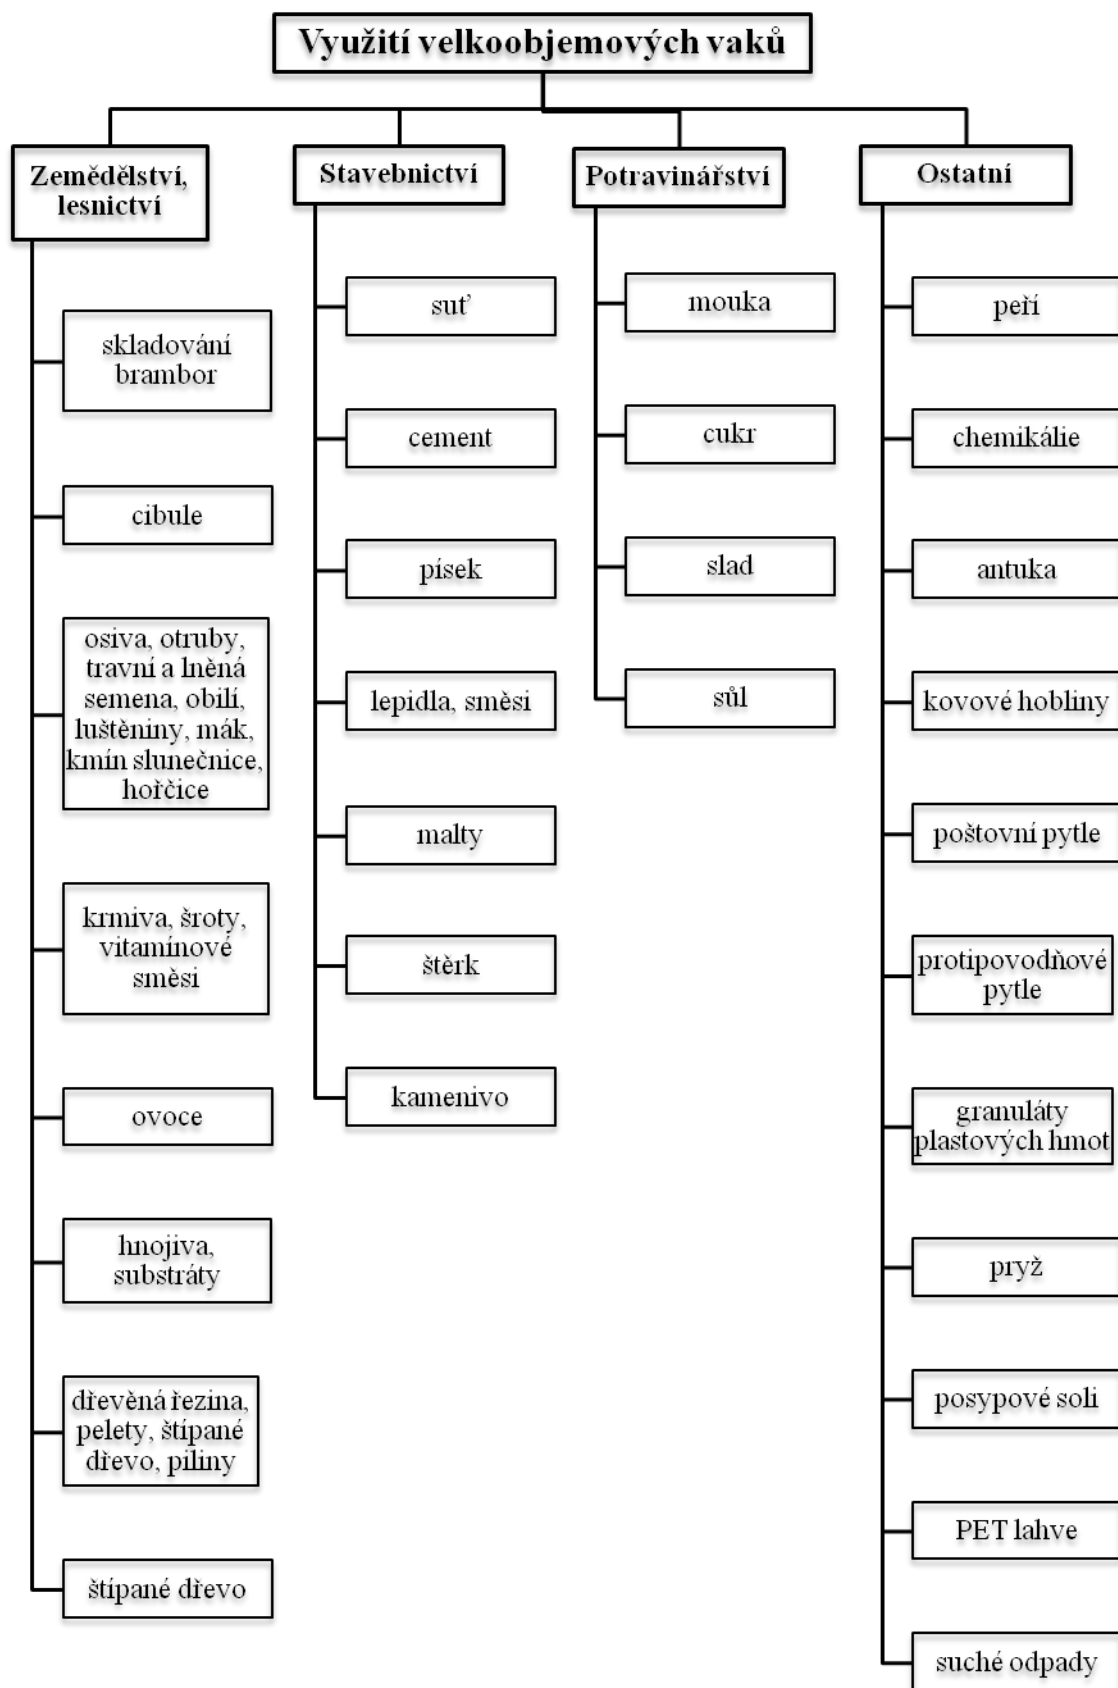 Využití velkoobjemových vaků
Zemědělství,
lesnictví
skladování
brambor
cibule
osiva, otruby,
travní a lněná
semena, obilí,
luštěniny, mák,
kmín slunečnice,
hořčice
krmiva, šroty,
vitamínové
směsi
ovoce
hnojiva,
substráty
dřevěná řezina,
pelety, štípané
dřevo, piliny
štípané dřevo
Stavebnictví
suť
cement
písek
lepidla, směsi
malty
štěrk
kamenivo
Potravinářství
mouka
cukr
slad
sůl
Ostatní
peří
chemikálie
antuka
kovové hobliny
poštovní pytle
protipovodňové
pytle
granuláty
plastových hmot
pryž
posypové soli
PET lahve
suché odpady